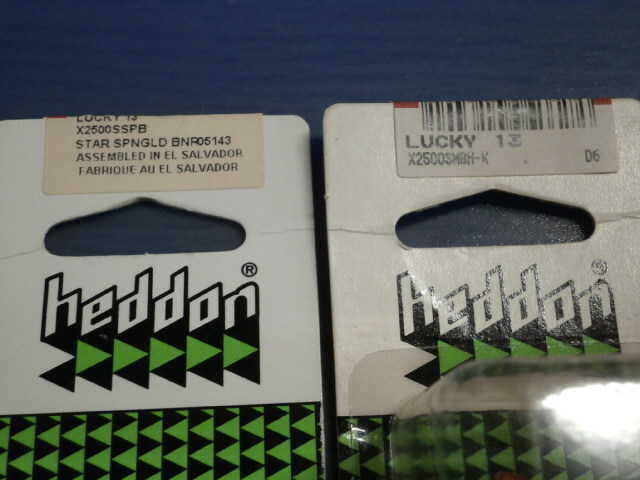 LUCKY 13
X2500SSPB
STAR SPNGLD BNR05143
ASSEMBLED IN EL SALVADOR
FABRIQUE AU EL SALVADOR
heddon®
LUCKY 13
X2500SMBH-K D6
heddon®